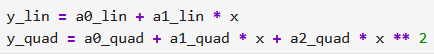 y_lin = a0_lin + a1_lin * x
y_quad = a0_quad + a1_quad * x + a2_quad * x ** 2